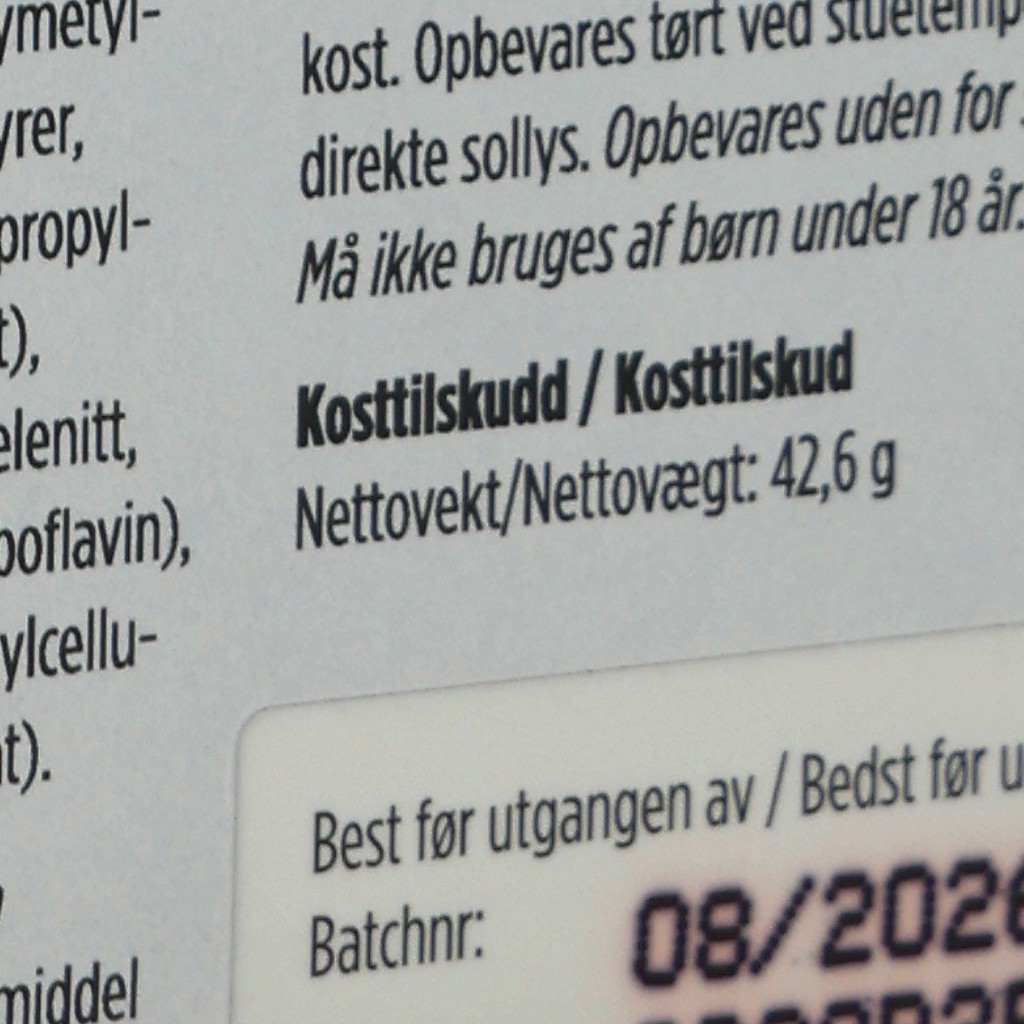 kost. Opbevares tørt ved
direkte sollys. Opbevares uden for
Må ikke bruges af børn under 18 år.
Kosttilskudd / Kosttilskud
Nettovekt/Nettovægt: 42,6 g
Best før utgangen av / Bedst før
Batchnr:
08/2026
ymetyl-
yrer,
propyl-
t),
elenitt,
boflavin),
ylcellu-
t).
middel